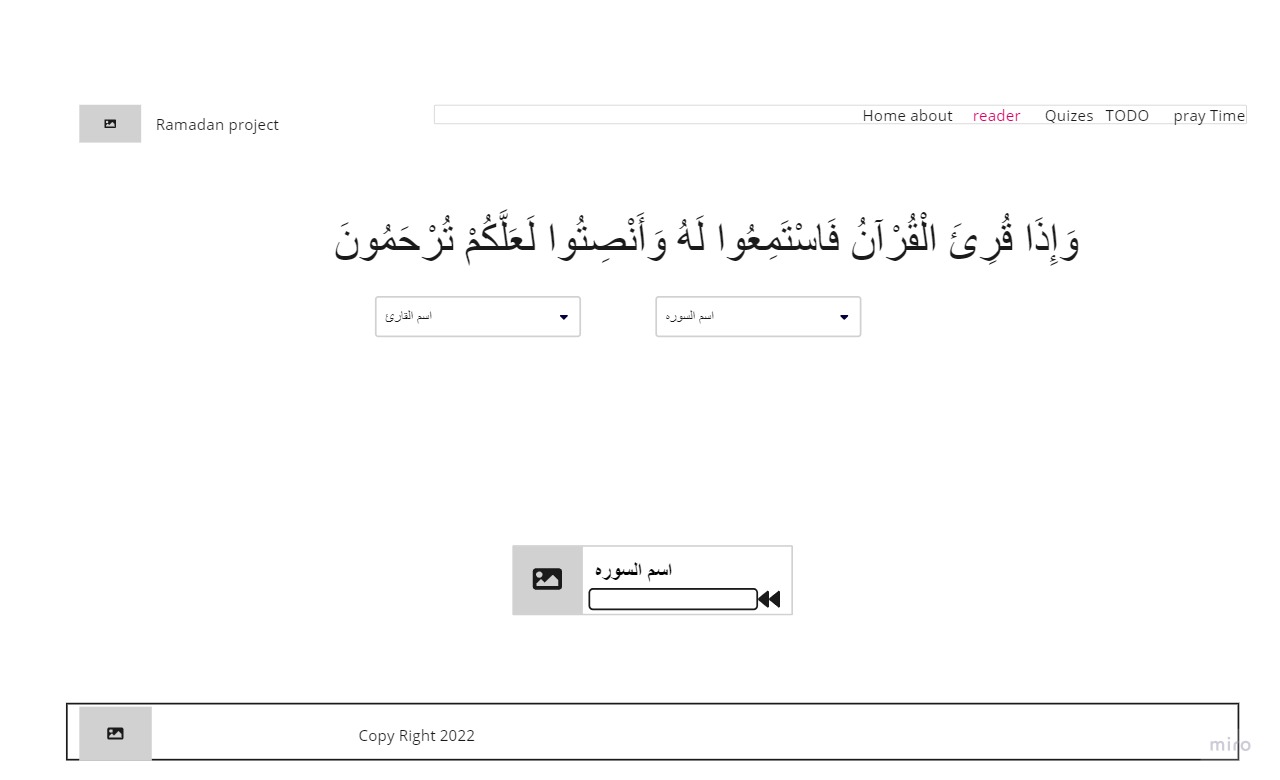 Ramadan project
Home about reader Quizes TODO pray Time
وَإِذَا قُرِئَ الْقُرْآنُ فَاسْتَمِعُوا لَهُ وَأَنْصِتُوا لَعَلَّكُمْ تُرْحَمُونَ
اسم القارئ
اسم السوره
اسم السوره
Copy Right 2022
miro